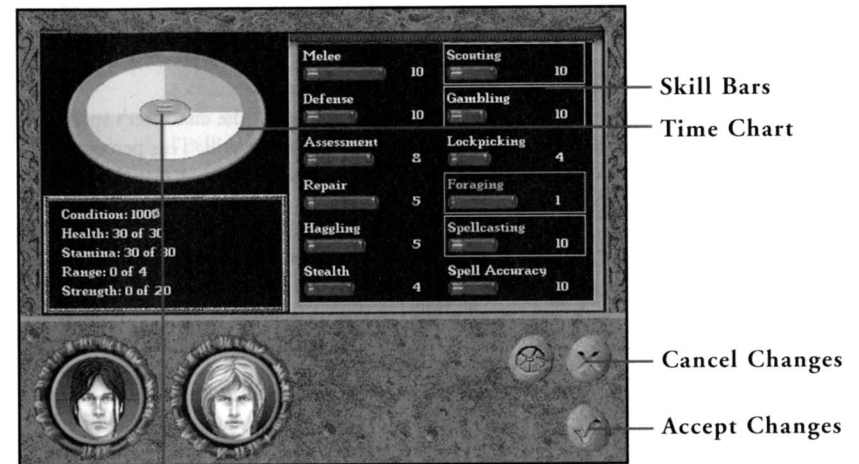 Condition: 100%
Health: 30 of 30
Stamina: 30 of 30
Range: 0 of 4
Strength: 0 of 20
Melee 10
Defense 10
Assessment 8
Repair 5
Haggling 5
Stealth 4
Scouting 10
Gambling 10
Lockpicking 4
Foraging 1
Spellcasting 10
Spell Accuracy 10
Skill Bars
Time Chart
Cancel Changes
Accept Changes